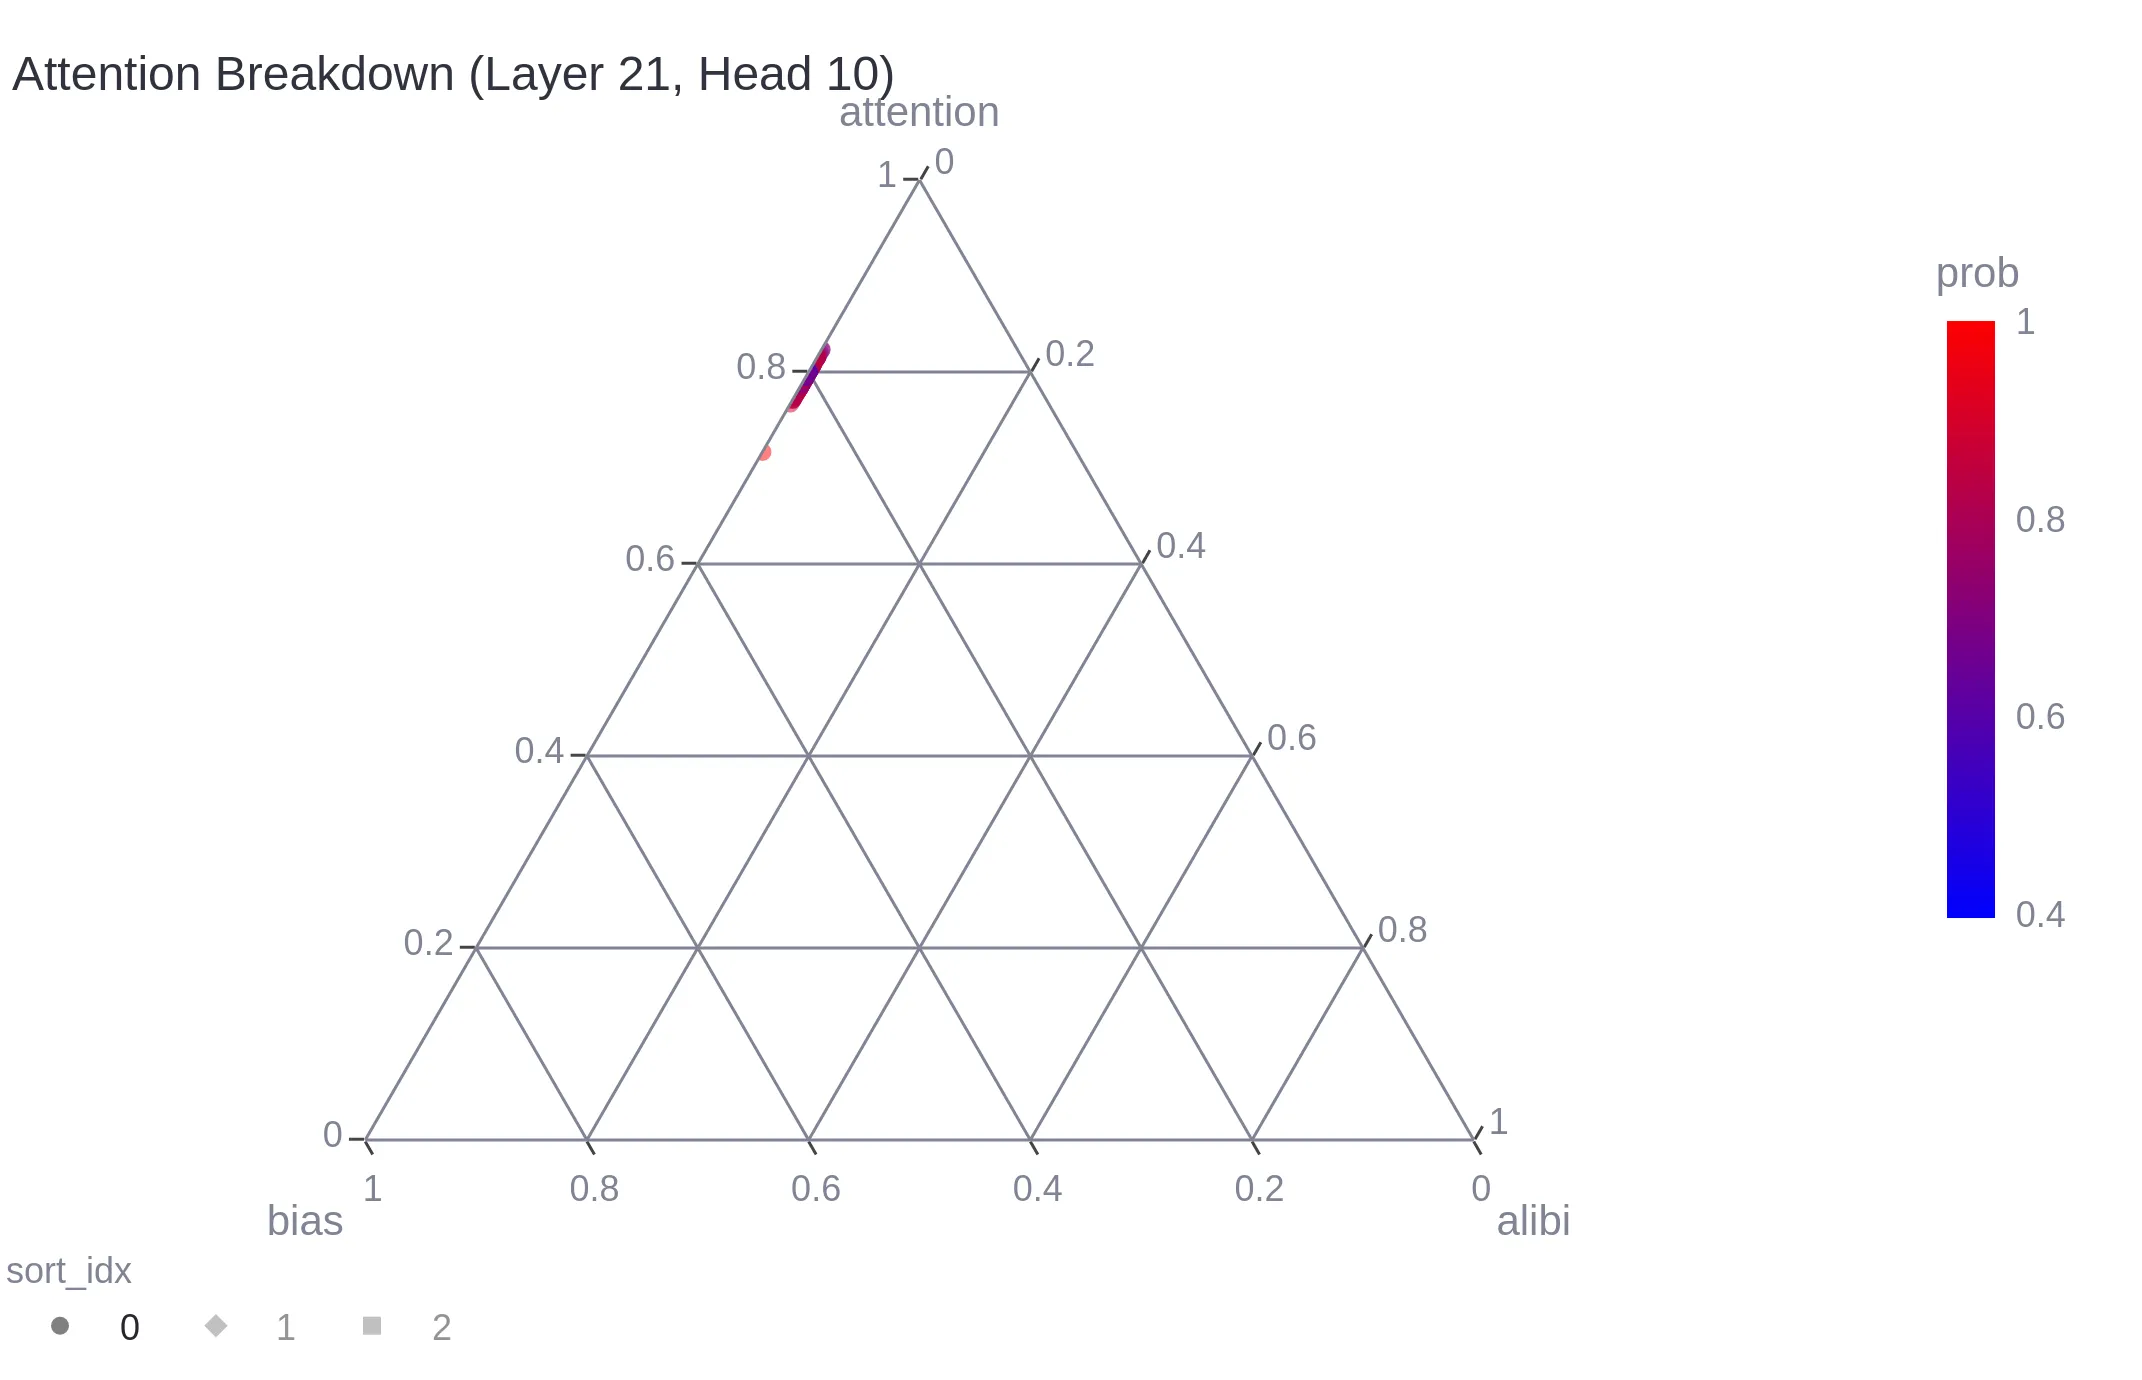 Attention Breakdown (Layer 21, Head 10)
attention
1 0
prob
1
0.8 0.2
0.8
0.6 0.4
0.6
0.4 0.6
0.4
0.2 0.8
0 1
1 0.8 0.6 0.4 0.2 0
bias alibi
sort_idx
0 1 2